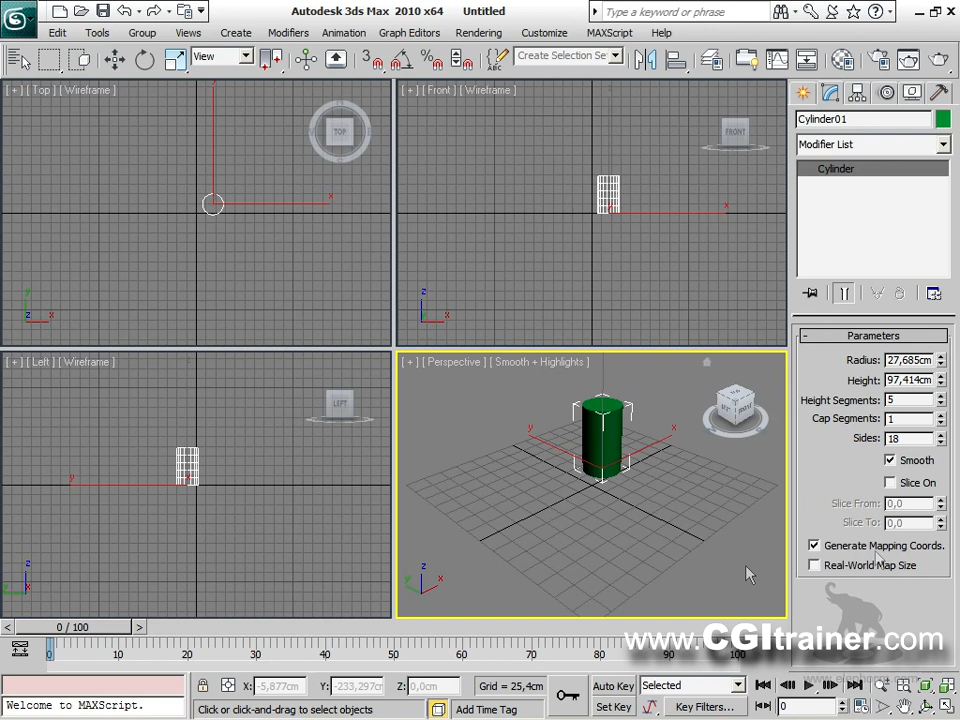 Autodesk 3ds Max 2010 x64 Untitled
Type a keyword or phrase
Edit Tools Group Views Create Modifiers Animation Graph Editors Rendering Customize MAXScript Help
View
3
%
ABC
Create Selection Se
[ + ] [ Top ] [ Wireframe ]
TOP
y
x
z
x
y
[ + ] [ Front ] [ Wireframe ]
FRONT
x
z
x
[ + ] [ Left ] [ Wireframe ]
LEFT
y
z
y
[ + ] [ Perspective ] [ Smooth + Highlights ]
y
x
z
y
x
Cylinder01
Modifier List
Cylinder
Parameters
Radius: 27,685cm
Height: 97,414cm
Height Segments: 5
Cap Segments: 1
Sides: 18
Smooth
Slice On
Slice From: 0,0
Slice To: 0,0
Generate Mapping Coords.
Real-World Map Size
www.CGItrainer.com
< 0 / 100 >
0 10 20 30 40 50 60 70 80 90 100
X: -5,877cm Y: -233,297c Z: 0,0cm Grid = 25,4cm
Auto Key Selected
Welcome to MAXScript.
Click or click-and-drag to select objects
Add Time Tag
Set Key Key Filters... 0